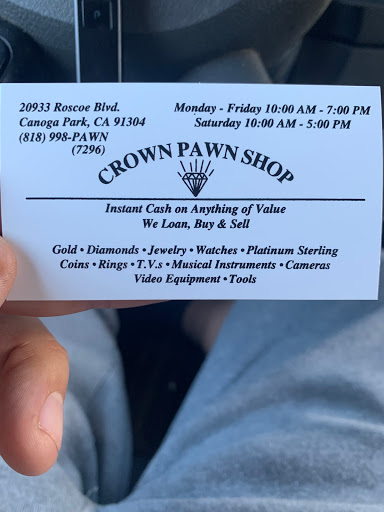 20933 Roscoe Blvd.
Canoga Park, CA 91304
(818) 998-PAWN
(7296)
Monday - Friday 10:00 AM - 7:00 PM
Saturday 10:00 AM - 5:00 PM
CROWN PAWN SHOP
Instant Cash on Anything of Value
We Loan, Buy & Sell
Gold • Diamonds • Jewelry • Watches • Platinum Sterling
Coins • Rings • T.V.s • Musical Instruments • Cameras
Video Equipment • Tools